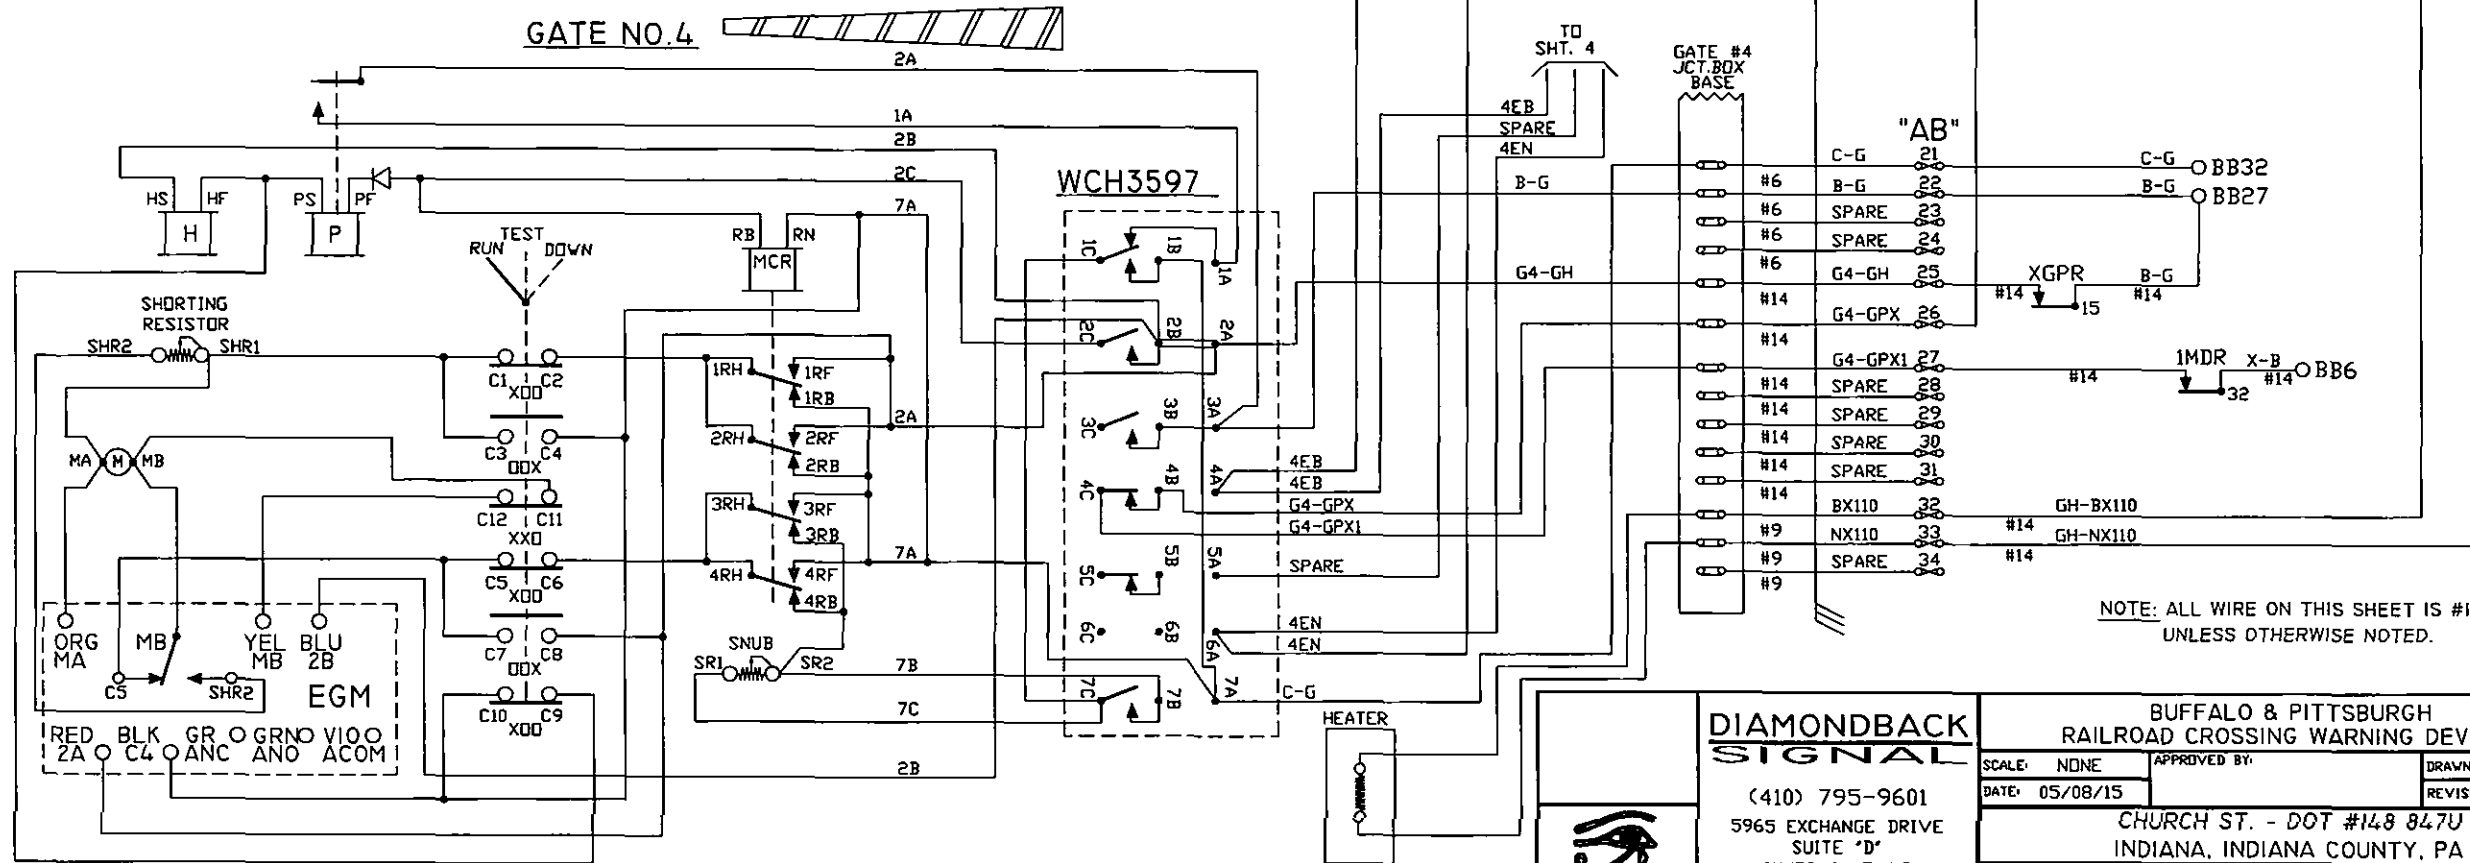 GATE NO.4
2A
1A
2B
2C
7A
HS
HF
PS
PF
H
P
RUN
TEST
DOWN
RB
RN
MCR
SHORTING
RESISTOR
SHR2
SHR1
C1
C2
XOO
C3
C4
OOX
C12
C11
XXO
C5
C6
XOO
C7
C8
OOX
C10
C9
XOO
MA
M
MB
1RH
1RF
1RB
2RH
2RF
2RB
2A
3RH
3RF
3RB
4RH
4RF
4RB
7A
SNUB
SR1
SR2
7B
7C
2B
ORG
MA
MB
YEL
MB
BLU
2B
C5
SHR2
EGM
RED
2A
BLK
C4
GR
ANC
GRN
ANO
VIO
ACOM
WCH3597
1C
1B
1A
2C
2B
2A
3C
3B
3A
4C
4B
4A
5C
5B
5A
6C
6B
6A
7C
7B
7A
4EB
4EB
G4-GPX
G4-GPX1
SPARE
4EN
4EN
C-G
HEATER
TO
SHT. 4
4EB
SPARE
4EN
B-G
G4-GH
GATE #4
JCT.BOX
BASE
"AB"
C-G 21 C-G BB32
#6 B-G 22 B-G BB27
#6 SPARE 23
#6 SPARE 24
#6 G4-GH 25 #14 XGPR 15 B-G #14
#14 G4-GPX 26
#14 G4-GPX1 27 #14 1MDR 32 X-B #14 BB6
#14 SPARE 28
#14 SPARE 29
#14 SPARE 30
#14 SPARE 31
#14 BX110 32 #14 GH-BX110
#9 NX110 33 #14 GH-NX110
#9 SPARE 34
#9
NOTE: ALL WIRE ON THIS SHEET IS
UNLESS OTHERWISE NOTED.
DIAMONDBACK
SIGNAL
(410) 795-9601
5965 EXCHANGE DRIVE
SUITE "D"
BUFFALO & PITTSBURGH
RAILROAD CROSSING WARNING DEV
SCALE: NONE
APPROVED BY:
DRAWN
DATE: 05/08/15
REVIS
CHURCH ST. - DOT #148 847U
INDIANA, INDIANA COUNTY, PA